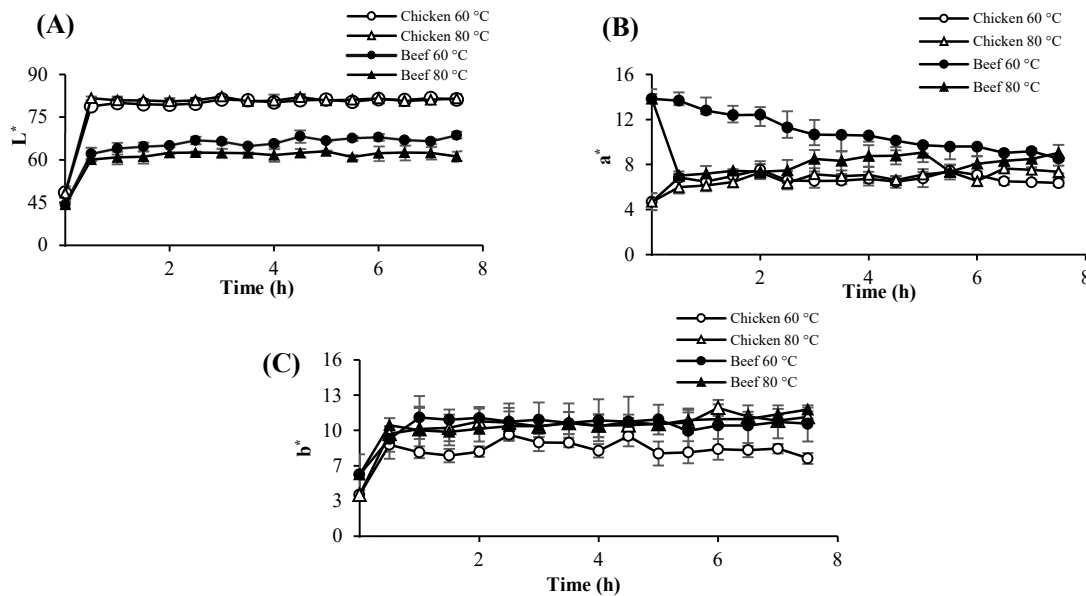 (A)
Chicken 60 °C
Chicken 80 °C
Beef 60 °C
Beef 80 °C
90
75
60
45
30
L*
2
4
6
8
Time (h)
(B)
Chicken 60 °C
Chicken 80 °C
Beef 60 °C
Beef 80 °C
16
12
8
4
0
a*
2
4
6
8
Time (h)
(C)
Chicken 60 °C
Chicken 80 °C
Beef 60 °C
Beef 80 °C
16
13
10
7
3
0
b*
2
4
6
8
Time (h)